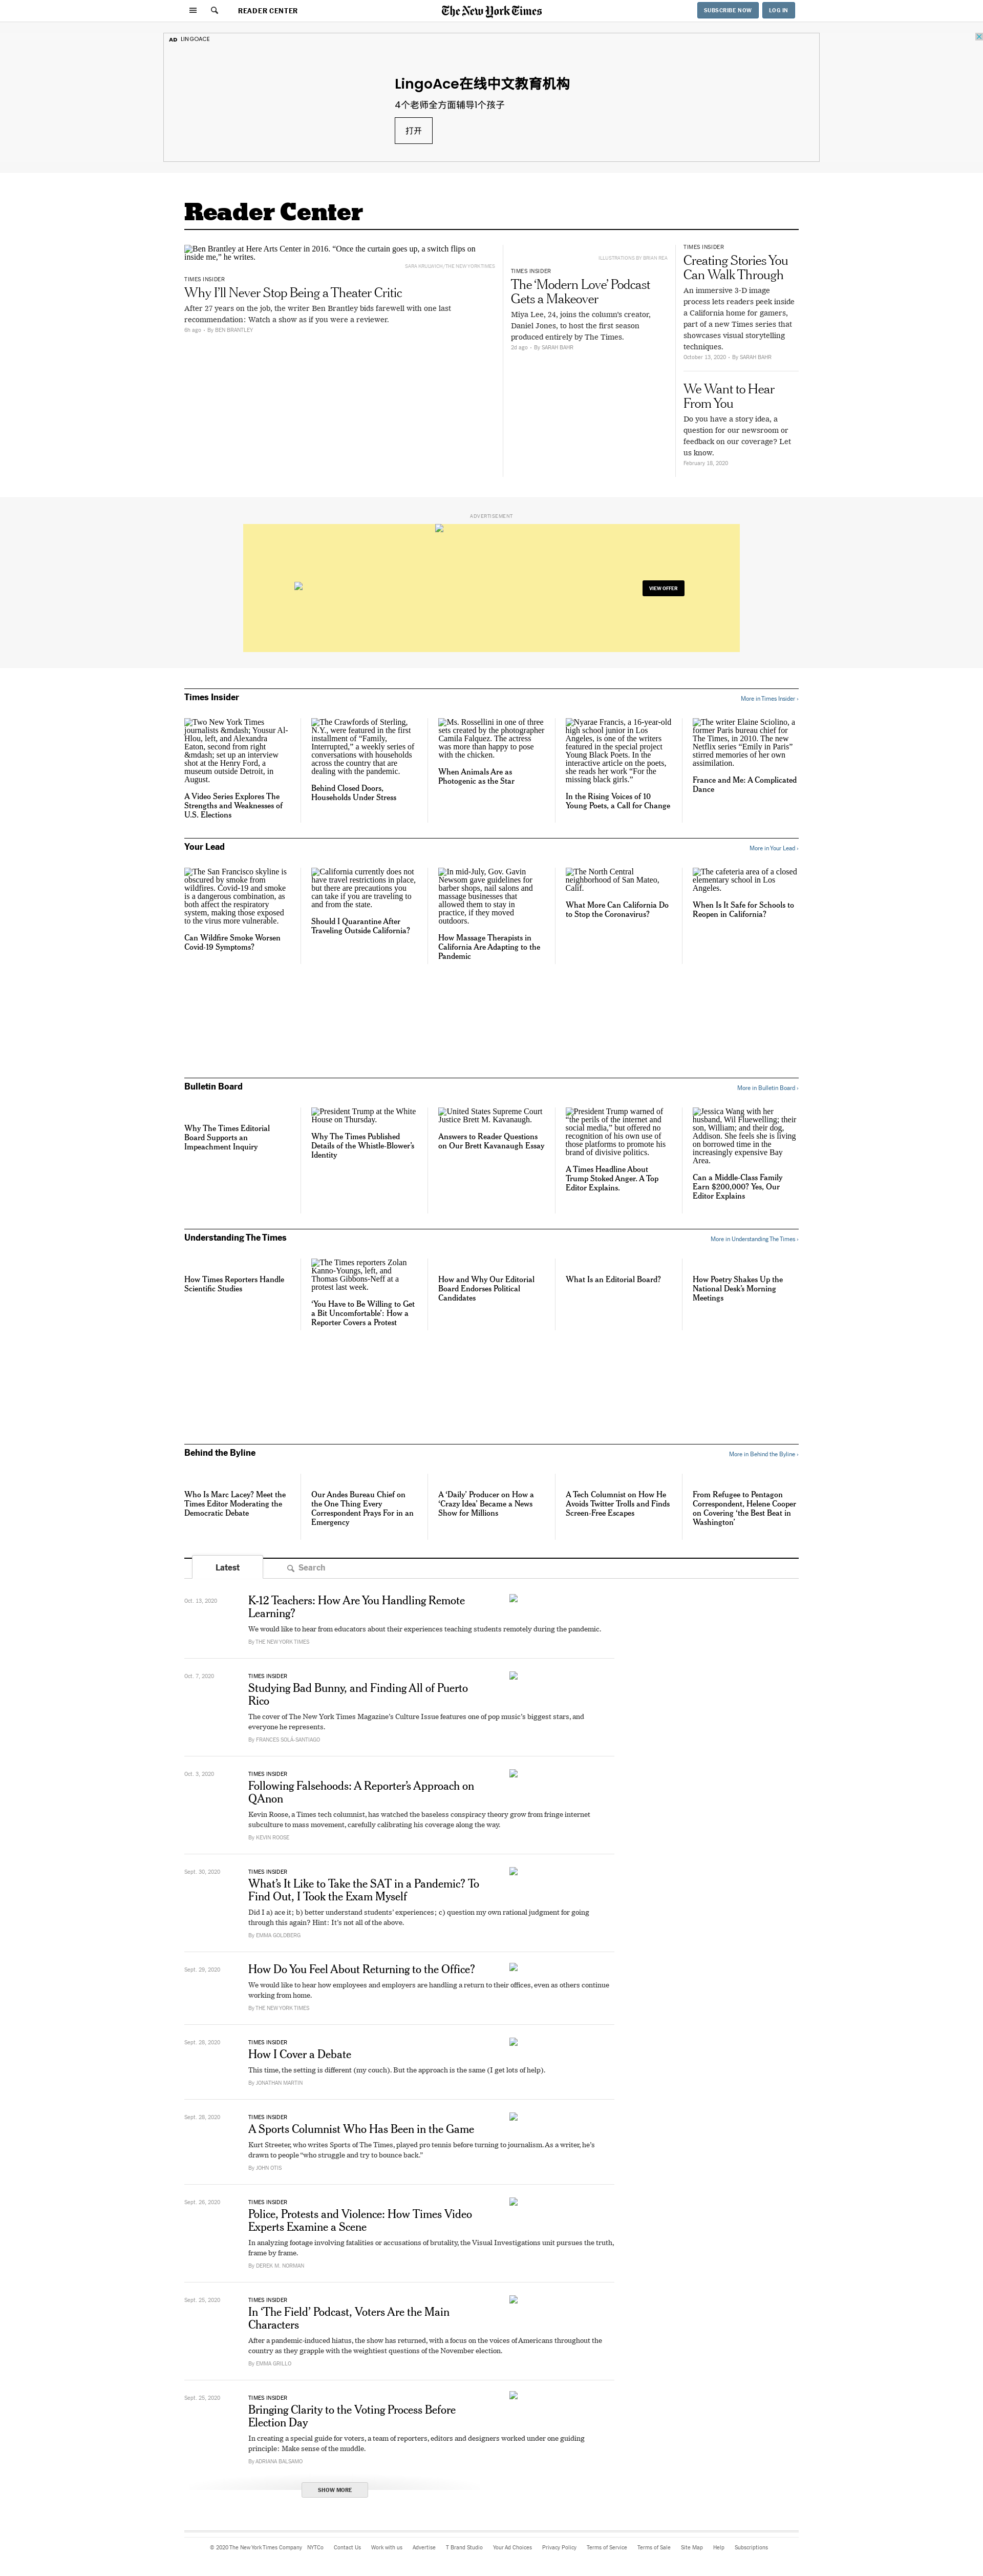 READER CENTER
The New York Times
SUBSCRIBE NOW
LOG IN
AD LINGOACE
LingoAce在线中文教育机构
4个老师全方面辅导1个孩子
打开
Reader Center
Ben Brantley at Here Arts Center in 2016. “Once the curtain goes up, a switch flips on
inside me,” he writes.
SARA KRULWICH/THE NEW YORK TIMES
TIMES INSIDER
Why I’ll Never Stop Being a Theater Critic
After 27 years on the job, the writer Ben Brantley bids farewell with one last
recommendation: Watch a show as if you were a reviewer.
6h ago - By BEN BRANTLEY
ILLUSTRATIONS BY BRIAN REA
TIMES INSIDER
The ‘Modern Love’ Podcast
Gets a Makeover
Miya Lee, 24, joins the column’s creator,
Daniel Jones, to host the first season
produced entirely by The Times.
2d ago - By SARAH BAHR
TIMES INSIDER
Creating Stories You
Can Walk Through
An immersive 3-D image
process lets readers peek inside
a California home for gamers,
part of a new Times series that
showcases visual storytelling
techniques.
October 13, 2020 - By SARAH BAHR
We Want to Hear
From You
Do you have a story idea, a
question for our newsroom or
feedback on our coverage? Let
us know.
February 18, 2020
ADVERTISEMENT
VIEW OFFER
Times Insider
More in Times Insider ›
Two New York Times
journalists &mdash; Yousur Al-
Hlou, left, and Alexandra
Eaton, second from right
&mdash; set up an interview
shot at the Henry Ford, a
museum outside Detroit, in
August.
A Video Series Explores The
Strengths and Weaknesses of
U.S. Elections
The Crawfords of Sterling,
N.Y., were featured in the first
installment of “Family,
Interrupted,” a weekly series of
conversations with households
across the country that are
dealing with the pandemic.
Behind Closed Doors,
Households Under Stress
Ms. Rossellini in one of three
sets created by the photographer
Camila Falquez. The actress
was more than happy to pose
with the chicken.
When Animals Are as
Photogenic as the Star
Nyarae Francis, a 16-year-old
high school junior in Los
Angeles, is one of the writers
featured in the special project
Young Black Poets. In the
interactive article on the poets,
she reads her work “For the
missing black girls.”
In the Rising Voices of 10
Young Poets, a Call for Change
The writer Elaine Sciolino, a
former Paris bureau chief for
The Times, in 2010. The new
Netflix series “Emily in Paris”
stirred memories of her own
assimilation.
France and Me: A Complicated
Dance
Your Lead
More in Your Lead ›
The San Francisco skyline is
obscured by smoke from
wildfires. Covid-19 and smoke
is a dangerous combination, as
both affect the respiratory
system, making those exposed
to the virus more vulnerable.
Can Wildfire Smoke Worsen
Covid-19 Symptoms?
California currently does not
have travel restrictions in place,
but there are precautions you
can take if you are traveling to
and from the state.
Should I Quarantine After
Traveling Outside California?
In mid-July, Gov. Gavin
Newsom gave guidelines for
barber shops, nail salons and
massage businesses that
allowed them to stay in
practice, if they moved
outdoors.
How Massage Therapists in
California Are Adapting to the
Pandemic
The North Central
neighborhood of San Mateo,
Calif.
What More Can California Do
to Stop the Coronavirus?
The cafeteria area of a closed
elementary school in Los
Angeles.
When Is It Safe for Schools to
Reopen in California?
Bulletin Board
More in Bulletin Board ›
Why The Times Editorial
Board Supports an
Impeachment Inquiry
President Trump at the White
House on Thursday.
Why The Times Published
Details of the Whistle-Blower’s
Identity
United States Supreme Court
Justice Brett M. Kavanaugh.
Answers to Reader Questions
on Our Brett Kavanaugh Essay
President Trump warned of
“the perils of the internet and
social media,” but offered no
recognition of his own use of
those platforms to promote his
brand of divisive politics.
A Times Headline About
Trump Stoked Anger. A Top
Editor Explains.
Jessica Wang with her
husband, Wil Fluewelling; their
son, William; and their dog,
Addison. She feels she is living
on borrowed time in the
increasingly expensive Bay
Area.
Can a Middle-Class Family
Earn $200,000? Yes, Our
Editor Explains
Understanding The Times
More in Understanding The Times ›
How Times Reporters Handle
Scientific Studies
The Times reporters Zolan
Kanno-Youngs, left, and
Thomas Gibbons-Neff at a
protest last week.
‘You Have to Be Willing to Get
a Bit Uncomfortable’: How a
Reporter Covers a Protest
How and Why Our Editorial
Board Endorses Political
Candidates
What Is an Editorial Board?
How Poetry Shakes Up the
National Desk’s Morning
Meetings
Behind the Byline
More in Behind the Byline ›
Who Is Marc Lacey? Meet the
Times Editor Moderating the
Democratic Debate
Our Andes Bureau Chief on
the One Thing Every
Correspondent Prays For in an
Emergency
A ‘Daily’ Producer on How a
‘Crazy Idea’ Became a News
Show for Millions
A Tech Columnist on How He
Avoids Twitter Trolls and Finds
Screen-Free Escapes
From Refugee to Pentagon
Correspondent, Helene Cooper
on Covering ‘the Best Beat in
Washington’
Latest
Search
Oct. 13, 2020
K-12 Teachers: How Are You Handling Remote
Learning?
We would like to hear from educators about their experiences teaching students remotely during the pandemic.
By THE NEW YORK TIMES
Oct. 7, 2020
TIMES INSIDER
Studying Bad Bunny, and Finding All of Puerto
Rico
The cover of The New York Times Magazine’s Culture Issue features one of pop music’s biggest stars, and
everyone he represents.
By FRANCES SOLÁ-SANTIAGO
Oct. 3, 2020
TIMES INSIDER
Following Falsehoods: A Reporter’s Approach on
QAnon
Kevin Roose, a Times tech columnist, has watched the baseless conspiracy theory grow from fringe internet
subculture to mass movement, carefully calibrating his coverage along the way.
By KEVIN ROOSE
Sept. 30, 2020
TIMES INSIDER
What’s It Like to Take the SAT in a Pandemic? To
Find Out, I Took the Exam Myself
Did I a) ace it; b) better understand students’ experiences; c) question my own rational judgment for going
through this again? Hint: It’s not all of the above.
By EMMA GOLDBERG
Sept. 29, 2020
How Do You Feel About Returning to the Office?
We would like to hear how employees and employers are handling a return to their offices, even as others continue
working from home.
By THE NEW YORK TIMES
Sept. 28, 2020
TIMES INSIDER
How I Cover a Debate
This time, the setting is different (my couch). But the approach is the same (I get lots of help).
By JONATHAN MARTIN
Sept. 28, 2020
TIMES INSIDER
A Sports Columnist Who Has Been in the Game
Kurt Streeter, who writes Sports of The Times, played pro tennis before turning to journalism. As a writer, he’s
drawn to people “who struggle and try to bounce back.”
By JOHN OTIS
Sept. 26, 2020
TIMES INSIDER
Police, Protests and Violence: How Times Video
Experts Examine a Scene
In analyzing footage involving fatalities or accusations of brutality, the Visual Investigations unit pursues the truth,
frame by frame.
By DEREK M. NORMAN
Sept. 25, 2020
TIMES INSIDER
In ‘The Field’ Podcast, Voters Are the Main
Characters
After a pandemic-induced hiatus, the show has returned, with a focus on the voices of Americans throughout the
country as they grapple with the weightiest questions of the November election.
By EMMA GRILLO
Sept. 25, 2020
TIMES INSIDER
Bringing Clarity to the Voting Process Before
Election Day
In creating a special guide for voters, a team of reporters, editors and designers worked under one guiding
principle: Make sense of the muddle.
By ADRIANA BALSAMO
SHOW MORE
© 2020 The New York Times Company NYTCo Contact Us Work with us Advertise T Brand Studio Your Ad Choices Privacy Policy Terms of Service Terms of Sale Site Map Help Subscriptions